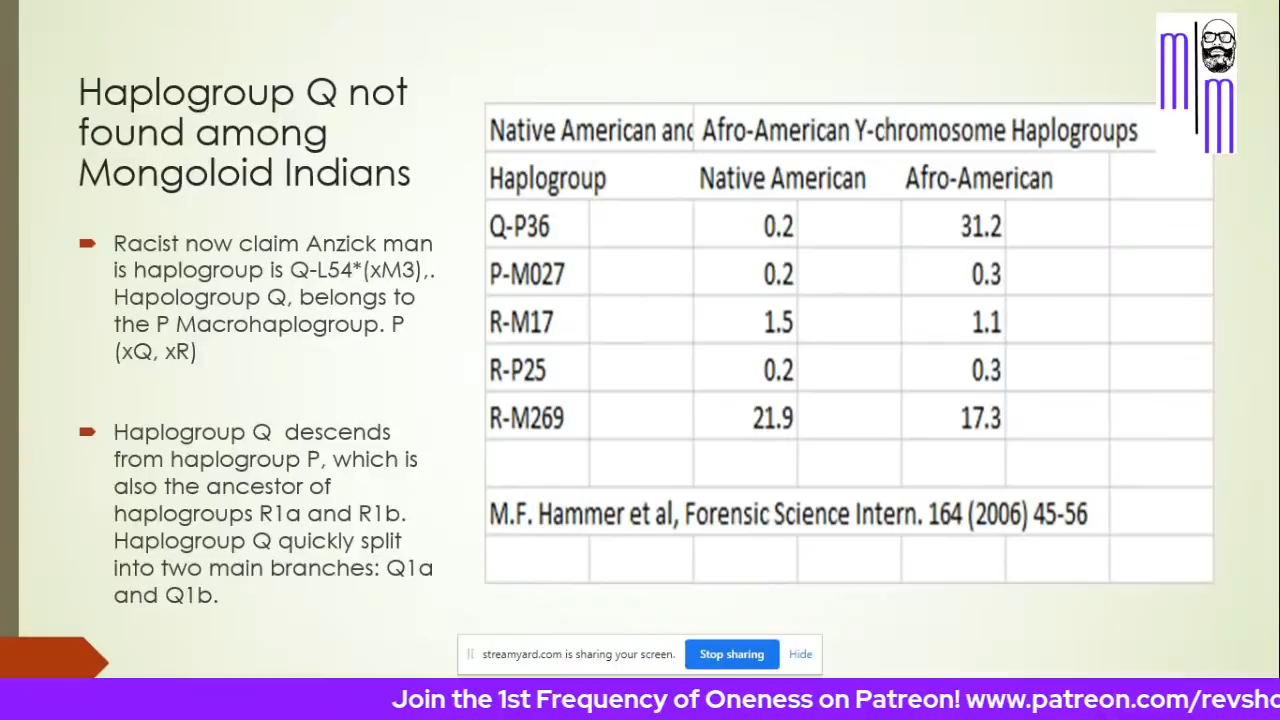 Haplogroup Q not
found among
Mongoloid Indians
Racist now claim Anzick man
is haplogroup is Q-L54*(xM3),.
Hapologroup Q, belongs to
the P Macrohaplogroup. P
(xQ, xR)
Haplogroup Q descends
from haplogroup P, which is
also the ancestor of
haplogroups R1a and R1b.
Haplogroup Q quickly split
into two main branches: Q1a
and Q1b.
Native American and Afro-American Y-chromosome Haplogroups
Haplogroup Native American Afro-American
Q-P36 0.2 31.2
P-M027 0.2 0.3
R-M17 1.5 1.1
R-P25 0.2 0.3
R-M269 21.9 17.3
M.F. Hammer et al, Forensic Science Intern. 164 (2006) 45-56
m m
streamyard.com is sharing your screen. Stop sharing Hide
Join the 1st Frequency of Oneness on Patreon! www.patreon.com/revsho